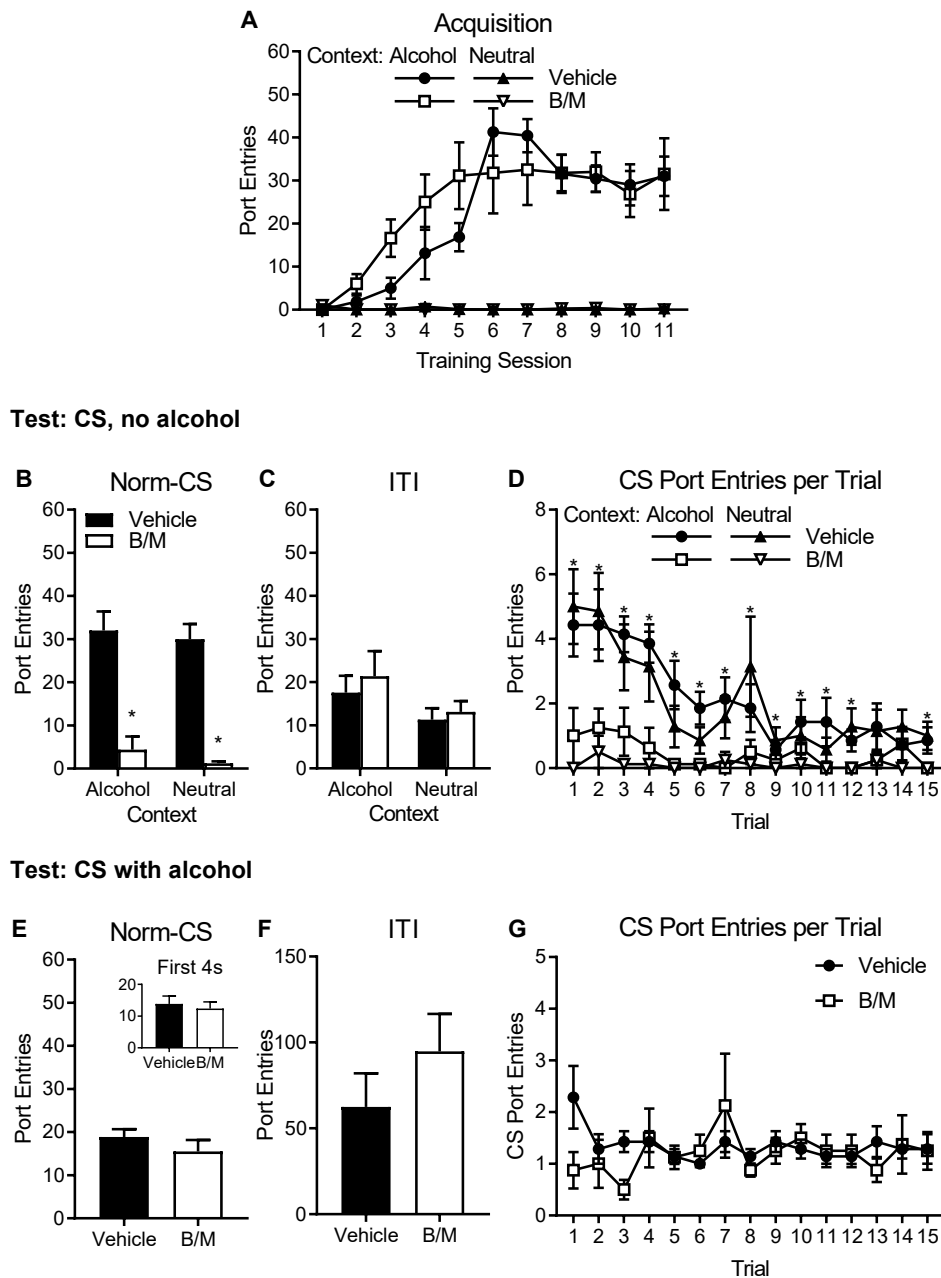 A
Acquisition
Context: Alcohol Neutral
Vehicle
B/M
60
50
40
30
20
10
0
Port Entries
1 2 3 4 5 6 7 8 9 10 11
Training Session
Test: CS, no alcohol
B
Norm-CS
60
50
40
30
20
10
0
Port Entries
Vehicle
B/M
*
*
Alcohol Neutral
Context
C
ITI
60
50
40
30
20
10
0
Port Entries
Alcohol Neutral
Context
D
CS Port Entries per Trial
Context: Alcohol Neutral
Vehicle
B/M
6
4
2
0
Port Entries
* * * * * * * * * * * * *
1 2 3 4 5 6 7 8 9 10 11 12 13 14 15
Trial
Test: CS with alcohol
E
Norm-CS
60
50
40
30
20
10
0
Port Entries
First 4s
20
10
0
Vehicle B/M
Vehicle B/M
F
ITI
150
100
50
0
Port Entries
Vehicle B/M
G
CS Port Entries per Trial
Vehicle
B/M
5
4
3
2
1
0
CS Port Entries
1 2 3 4 5 6 7 8 9 10 11 12 13 14 15
Trial